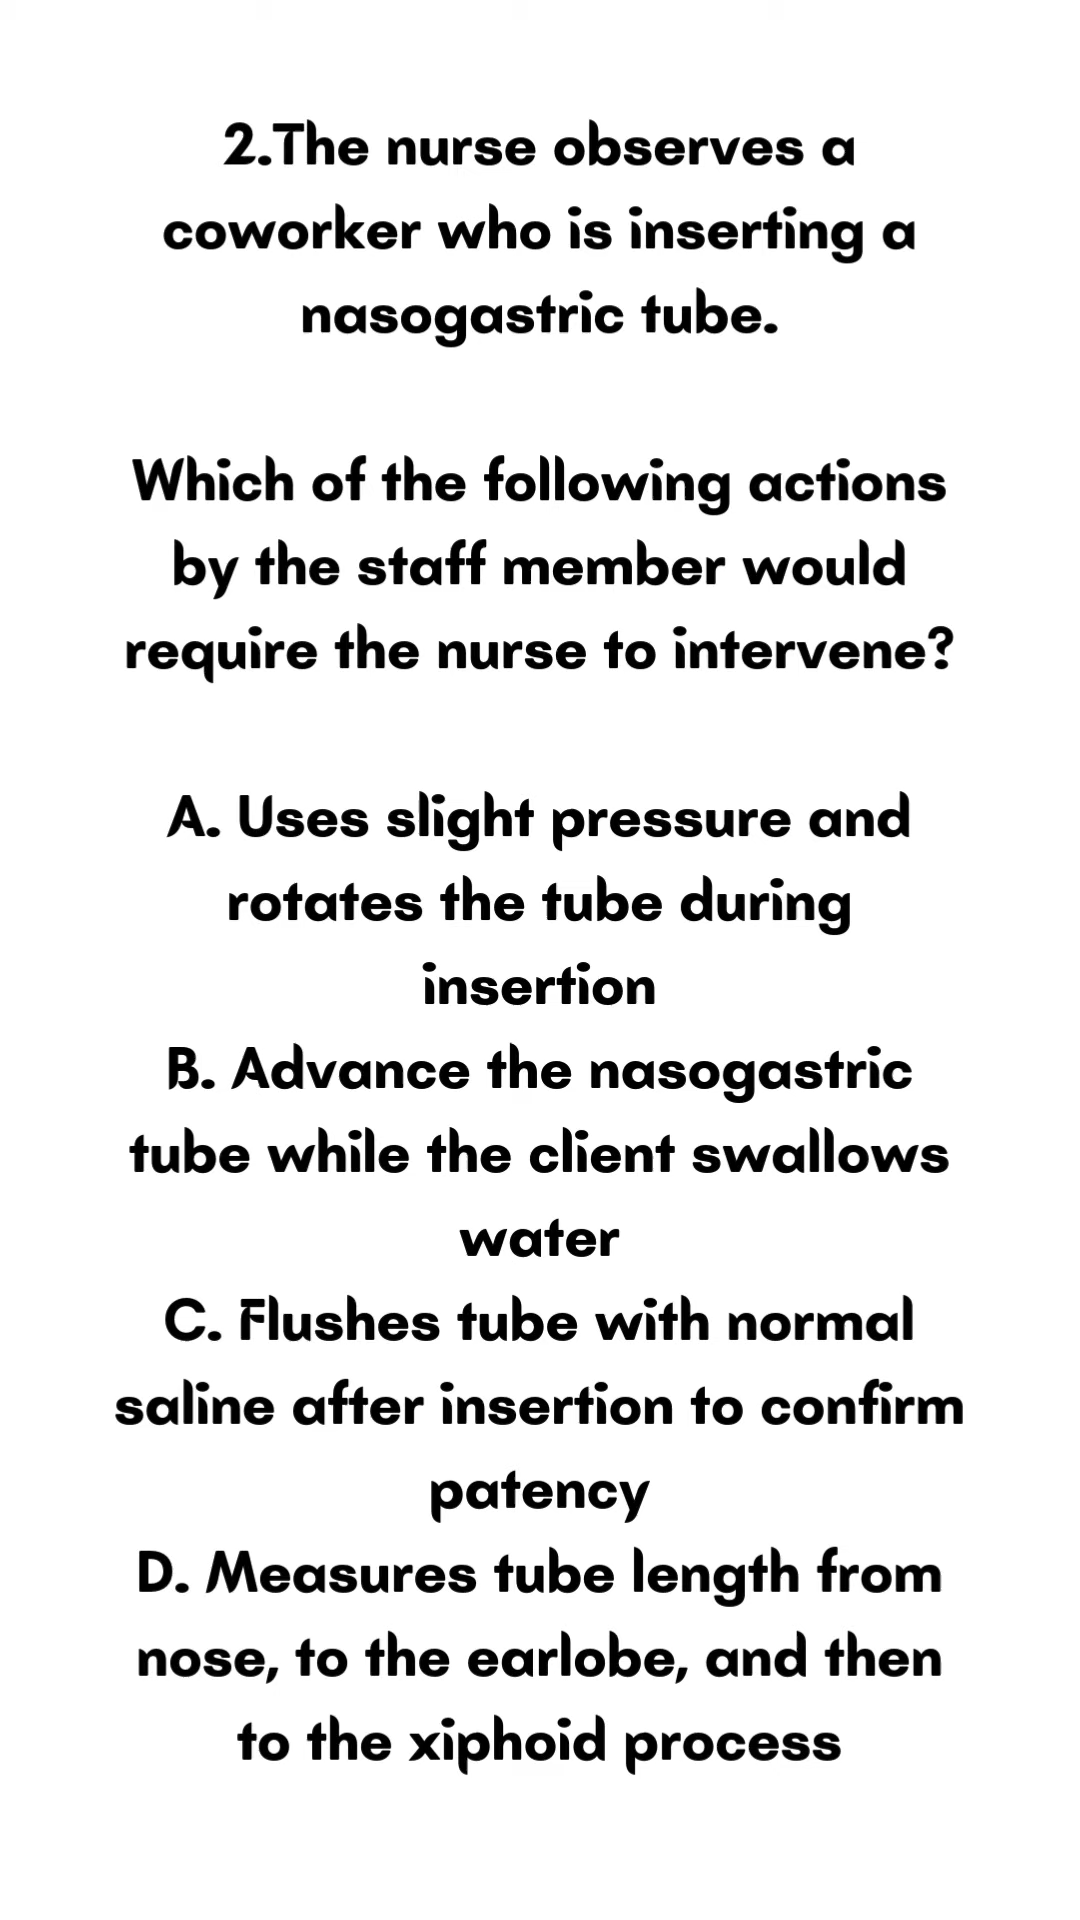 2.The nurse observes a
coworker who is inserting a
nasogastric tube.
Which of the following actions
by the staff member would
require the nurse to intervene?
A. Uses slight pressure and
rotates the tube during
insertion
B. Advance the nasogastric
tube while the client swallows
water
C. Flushes tube with normal
saline after insertion to confirm
patency
D. Measures tube length from
nose, to the earlobe, and then
to the xiphoid process